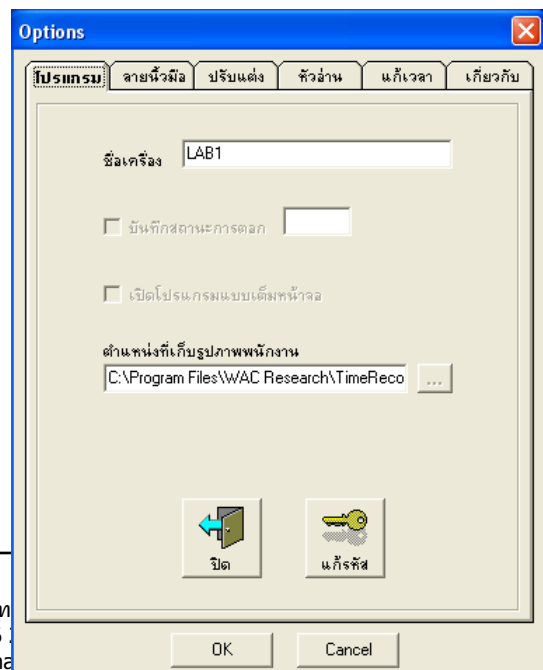 Options
โปรแกรม ลายนิ้วมือ ปรับแต่ง หัวอ่าน แก้เวลา เกี่ยวกับ
ชื่อเครื่อง LAB1
บันทึกสถานะการตอก
เปิดโปรแกรมแบบเต็มหน้าจอ
ตำแหน่งที่เก็บรูปภาพพนักงาน
C:\Program Files\WAC Research\TimeReco ...
ปิด แก้รหัส
OK Cancel